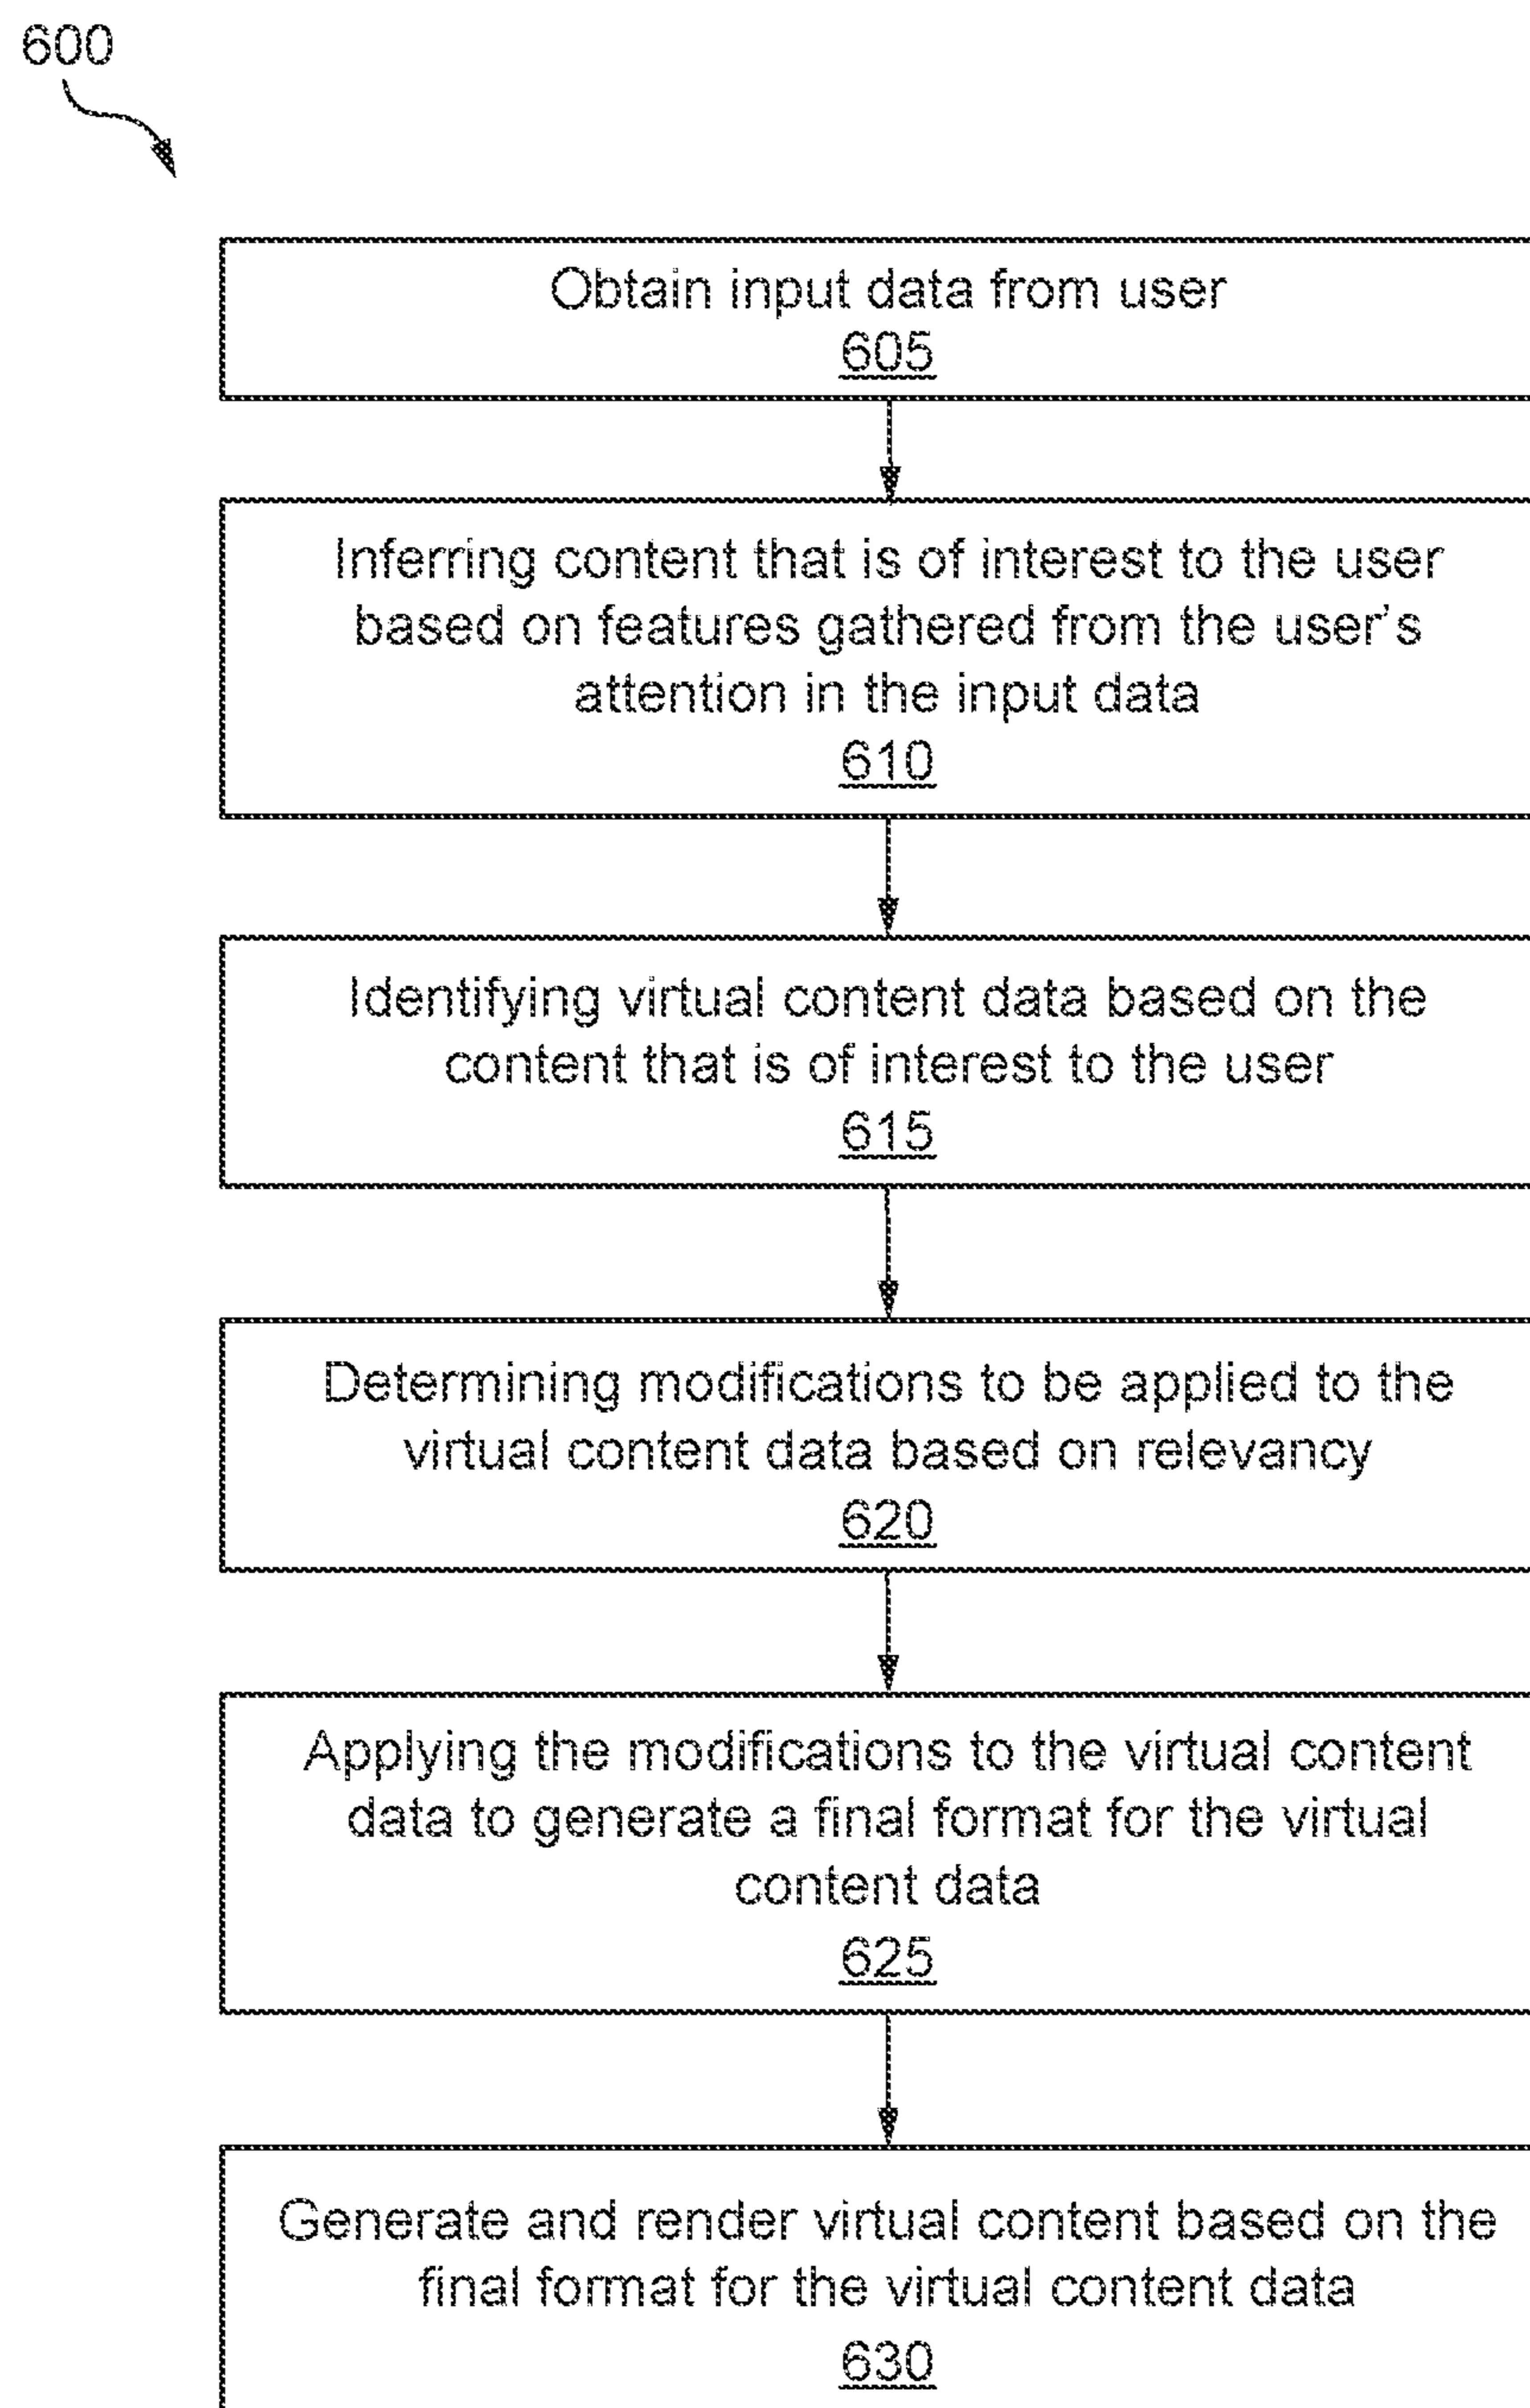 600
Obtain input data from user
605
Inferring content that is of interest to the user
based on features gathered from the user's
attention in the input data
610
Identifying virtual content data based on the
content that is of interest to the user
615
Determining modifications to be applied to the
virtual content data based on relevancy
620
Applying the modifications to the virtual content
data to generate a final format for the virtual
content data
625
Generate and render virtual content based on the
final format for the virtual content data
630